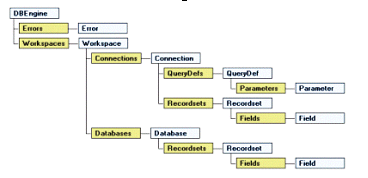 DBEngine
Errors Error
Workspaces Workspace
Connections Connection
QueryDefs QueryDef
Parameters Parameter
Recordsets Recordset
Fields Field
Databases Database
Recordsets Recordset
Fields Field